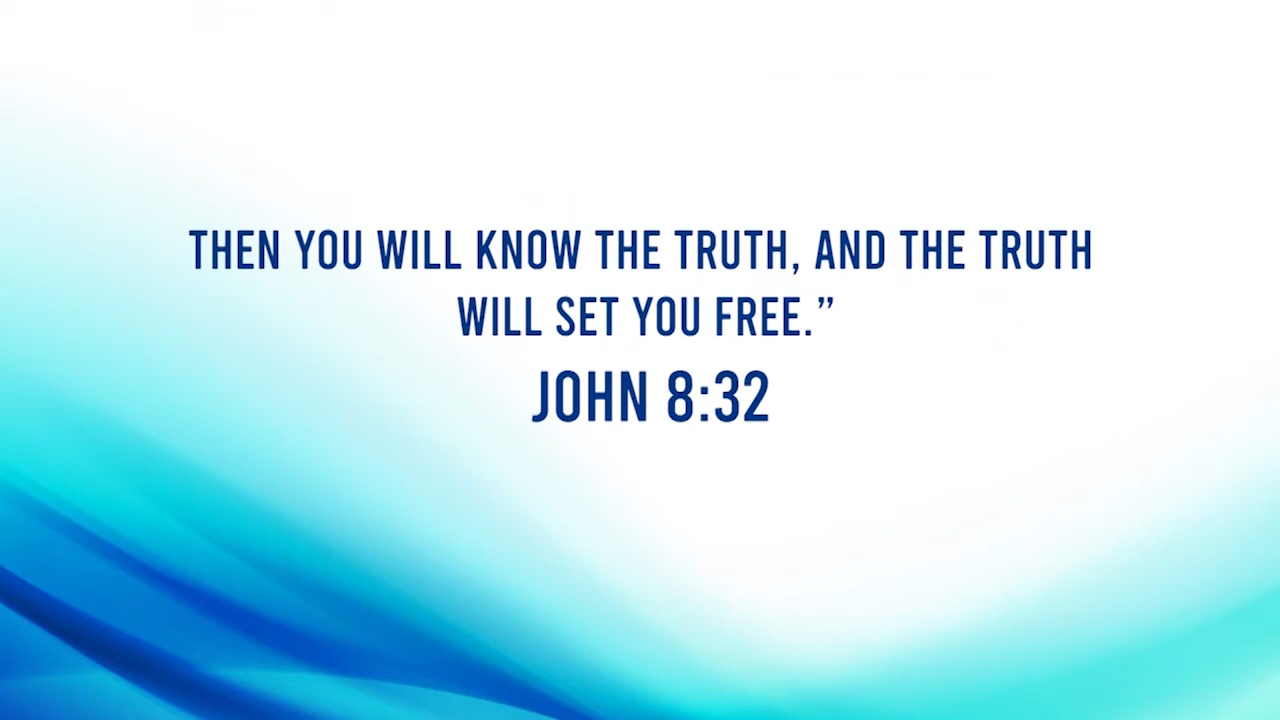 THEN YOU WILL KNOW THE TRUTH, AND THE TRUTH
WILL SET YOU FREE.”
JOHN 8:32